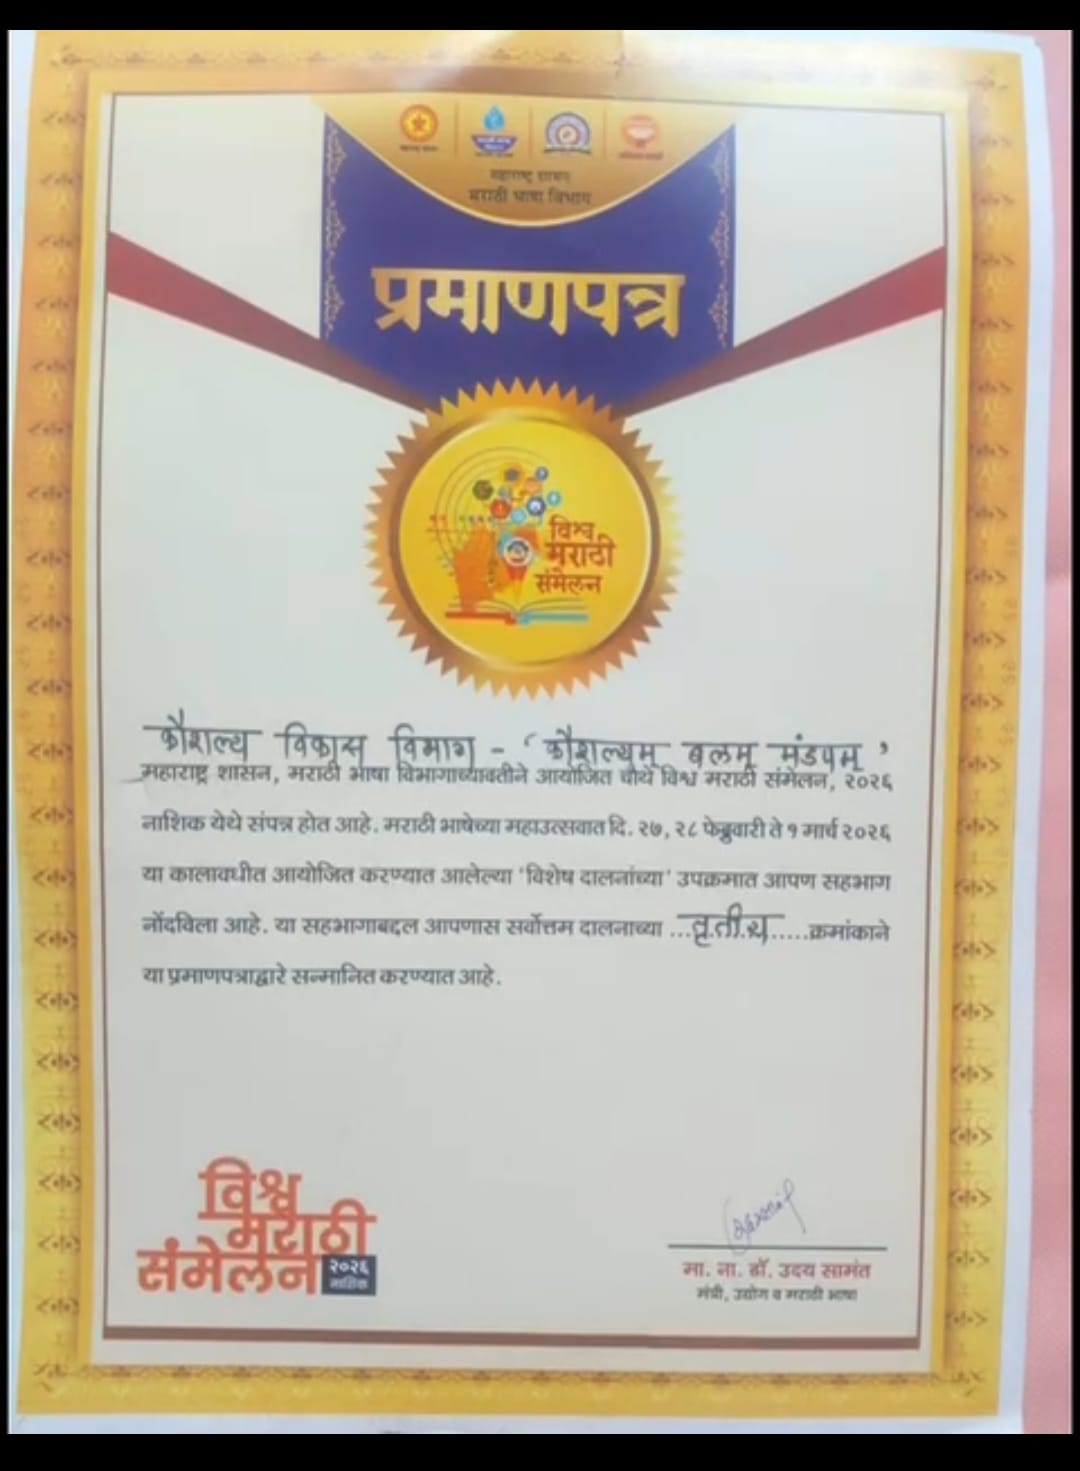 महाराष्ट्र शासन
मराठी भाषा विभाग
प्रमाणपत्र
विश्व
मराठी
संमेलन
कौशल्य विकास विभाग - ‘कौशल्यम् बलम् मंडपम्’
महाराष्ट्र शासन, मराठी भाषा विभागाच्यावतीने आयोजित चौथे विश्व मराठी संमेलन, २०२६
नाशिक येथे संपन्न होत आहे. मराठी भाषेच्या महाउत्सवात दि. २७, २८ फेब्रुवारी ते १ मार्च २०२६
या कालावधीत आयोजित करण्यात आलेल्या ‘विशेष दालनांच्या’ उपक्रमात आपण सहभाग
नोंदविला आहे. या सहभागाबद्दल आपणास सर्वोत्तम दालनाच्या ...तृतीय.....क्रमांकाने
या प्रमाणपत्राद्वारे सन्मानित करण्यात आहे.
विश्व
मराठी
संमेलन
२०२६
नाशिक
मा. ना. डॉ. उदय सामंत
मंत्री, उद्योग व मराठी भाषा